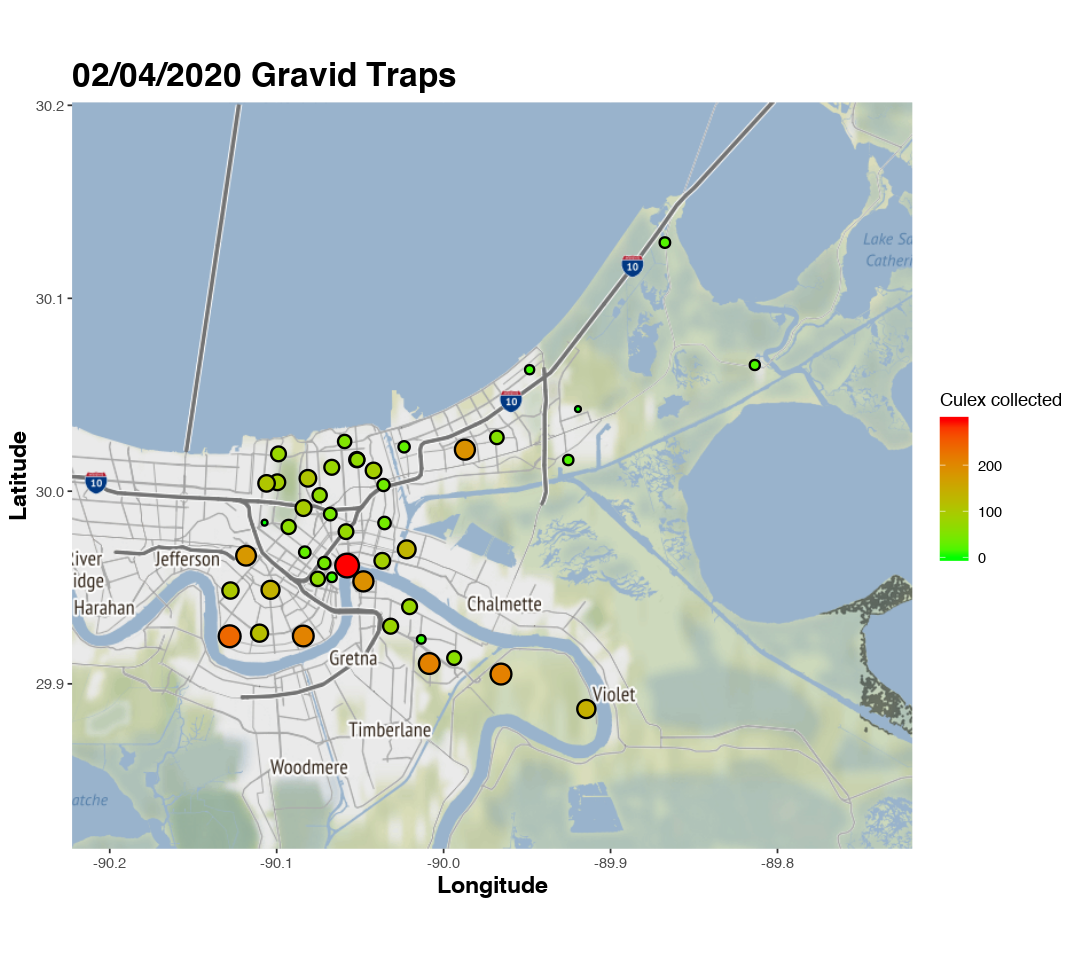 02/04/2020 Gravid Traps
30.2
30.1
30.0
29.9
Latitude
Lake Sa
Cather
10
10
10
River
idge
Jefferson
Harahan
Chalmette
Gretna
Violet
Timberlane
Woodmere
atche
-90.2
-90.1
-90.0
-89.9
-89.8
Longitude
Culex collected
200
100
0